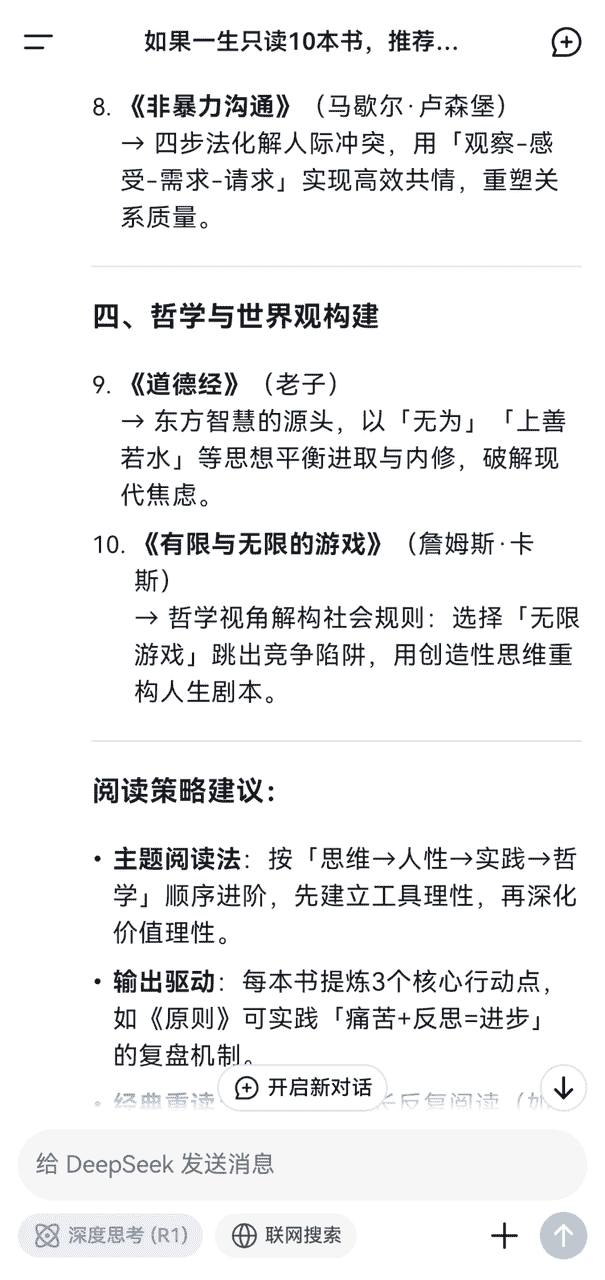 如果一生只读10本书，推荐...
8. 《非暴力沟通》（马歇尔·卢森堡）
→ 四步法化解人际冲突，用「观察-感
受-需求-请求」实现高效共情，重塑关
系质量。
四、哲学与世界观构建
9. 《道德经》（老子）
→ 东方智慧的源头，以「无为」「上善
若水」等思想平衡进取与内修，破解现
代焦虑。
10. 《有限与无限的游戏》（詹姆斯·卡
斯）
→ 哲学视角解构社会规则：选择「无限
游戏」跳出竞争陷阱，用创造性思维重
构人生剧本。
阅读策略建议：
• 主题阅读法：按「思维→人性→实践→哲
学」顺序进阶，先建立工具理性，再深化
价值理性。
• 输出驱动：每本书提炼3个核心行动点，
如《原则》可实践「痛苦+反思=进步」
的复盘机制。
• 经典重读 反复阅读（如
开启新对话
给 DeepSeek 发送消息
深度思考 (R1) 联网搜索